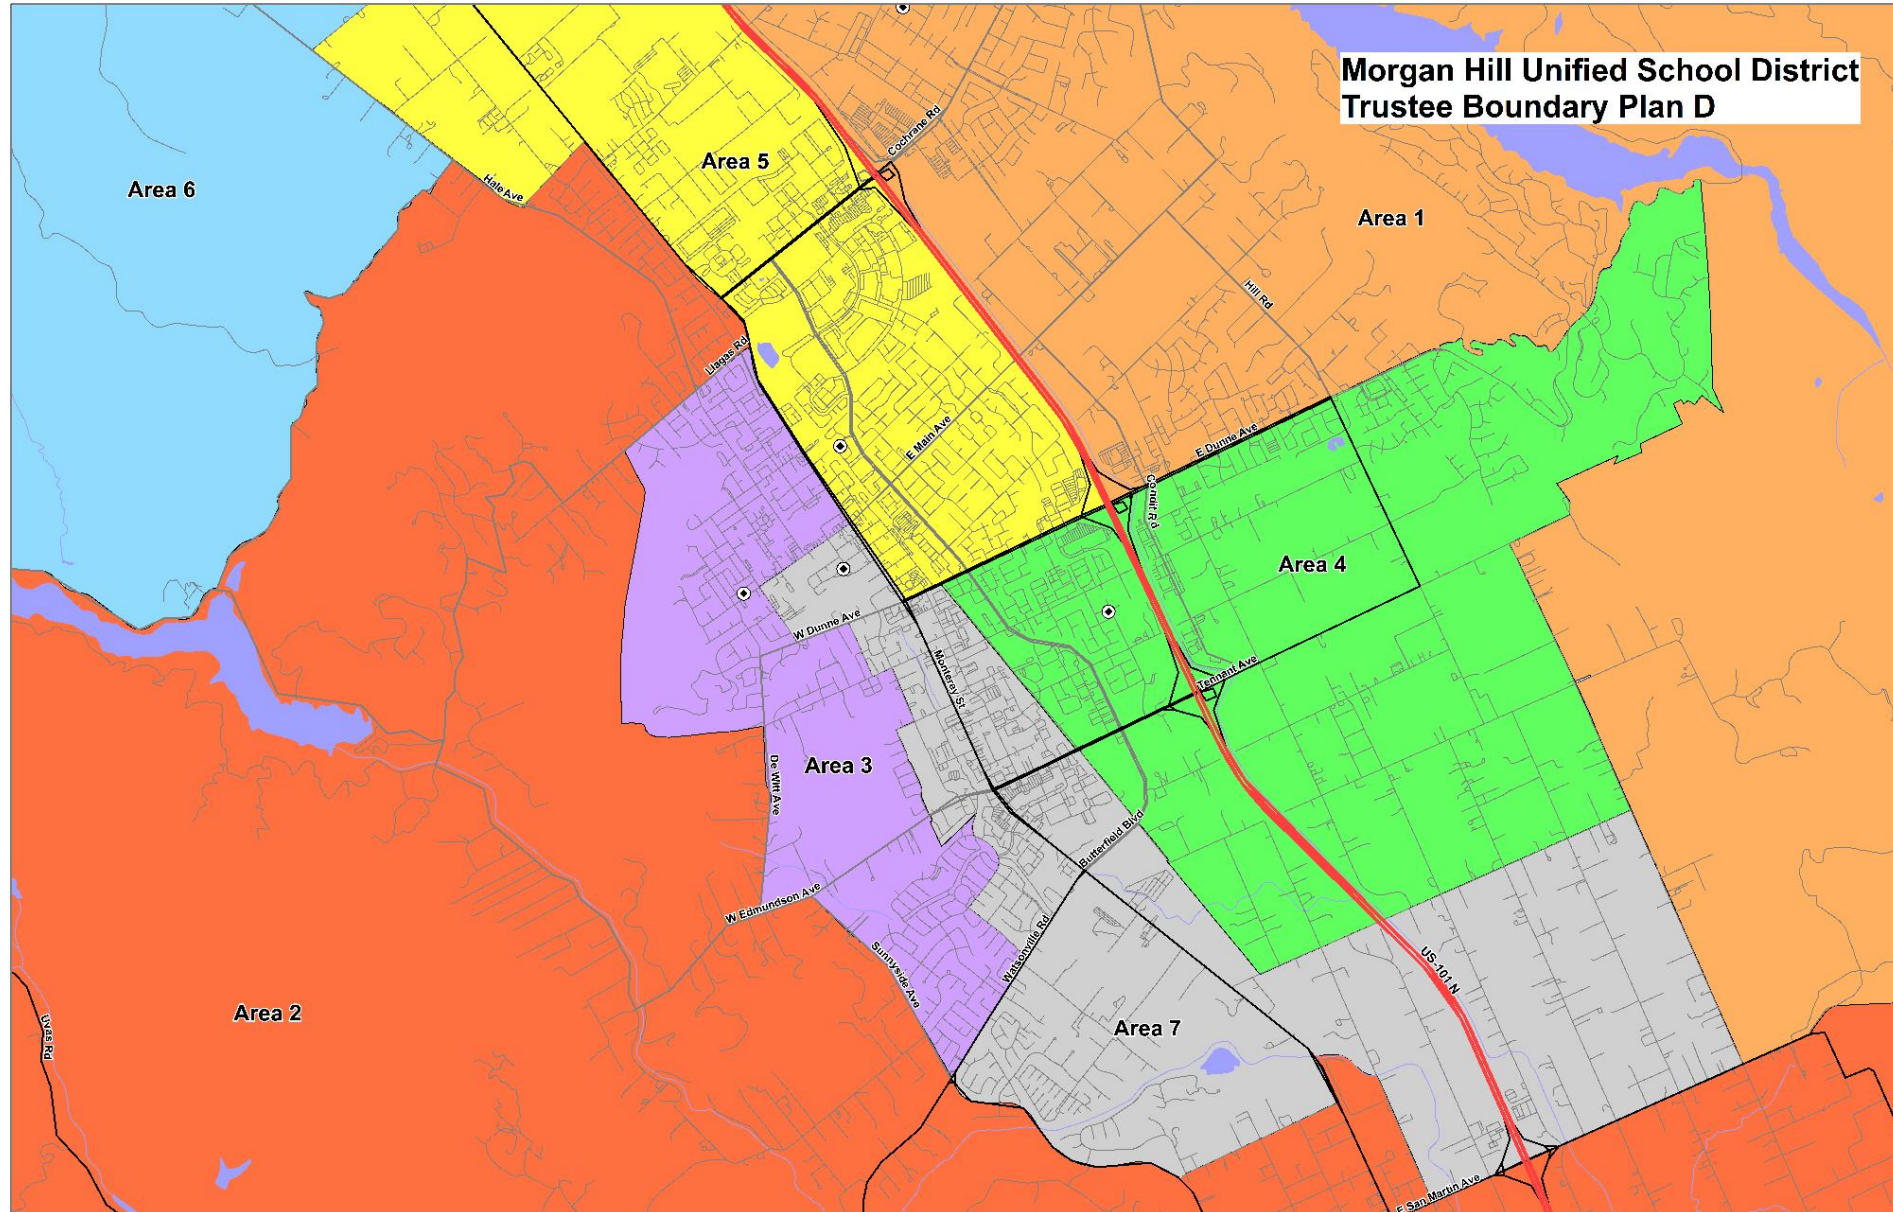 Morgan Hill Unified School District
Trustee Boundary Plan D
Cochrane Rd
Area 5
Area 6
Hale Ave
Area 1
Hill Rd
Llagas Rd
E Main Ave
E Dunne Ave
Condit Rd
Area 4
W Dunne Ave
Monterey St
Tennant Ave
De Witt Ave
Area 3
Butterfield Blvd
W Edmundson Ave
Sunnyside Ave
Watsonville Rd
US-101 N
Area 2
Uvas Rd
Area 7
E San Martin Ave